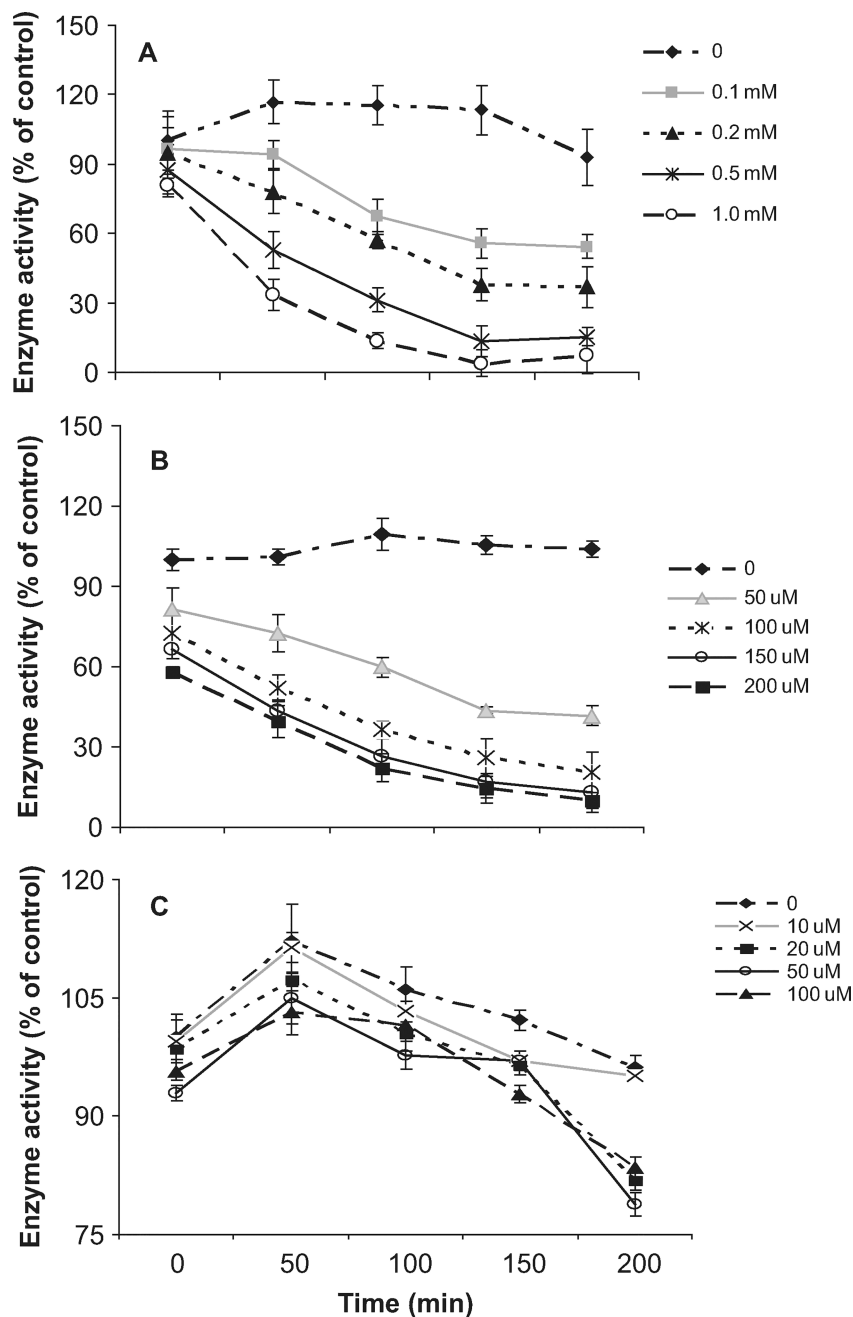 Enzyme activity (% of control)
150
120
90
60
30
0
A
0
0.1 mM
0.2 mM
0.5 mM
1.0 mM
Enzyme activity (% of control)
150
120
90
60
30
0
B
0
50 uM
100 uM
150 uM
200 uM
Enzyme activity (% of control)
120
105
90
75
C
0
10 uM
20 uM
50 uM
100 uM
0 50 100 150 200
Time (min)